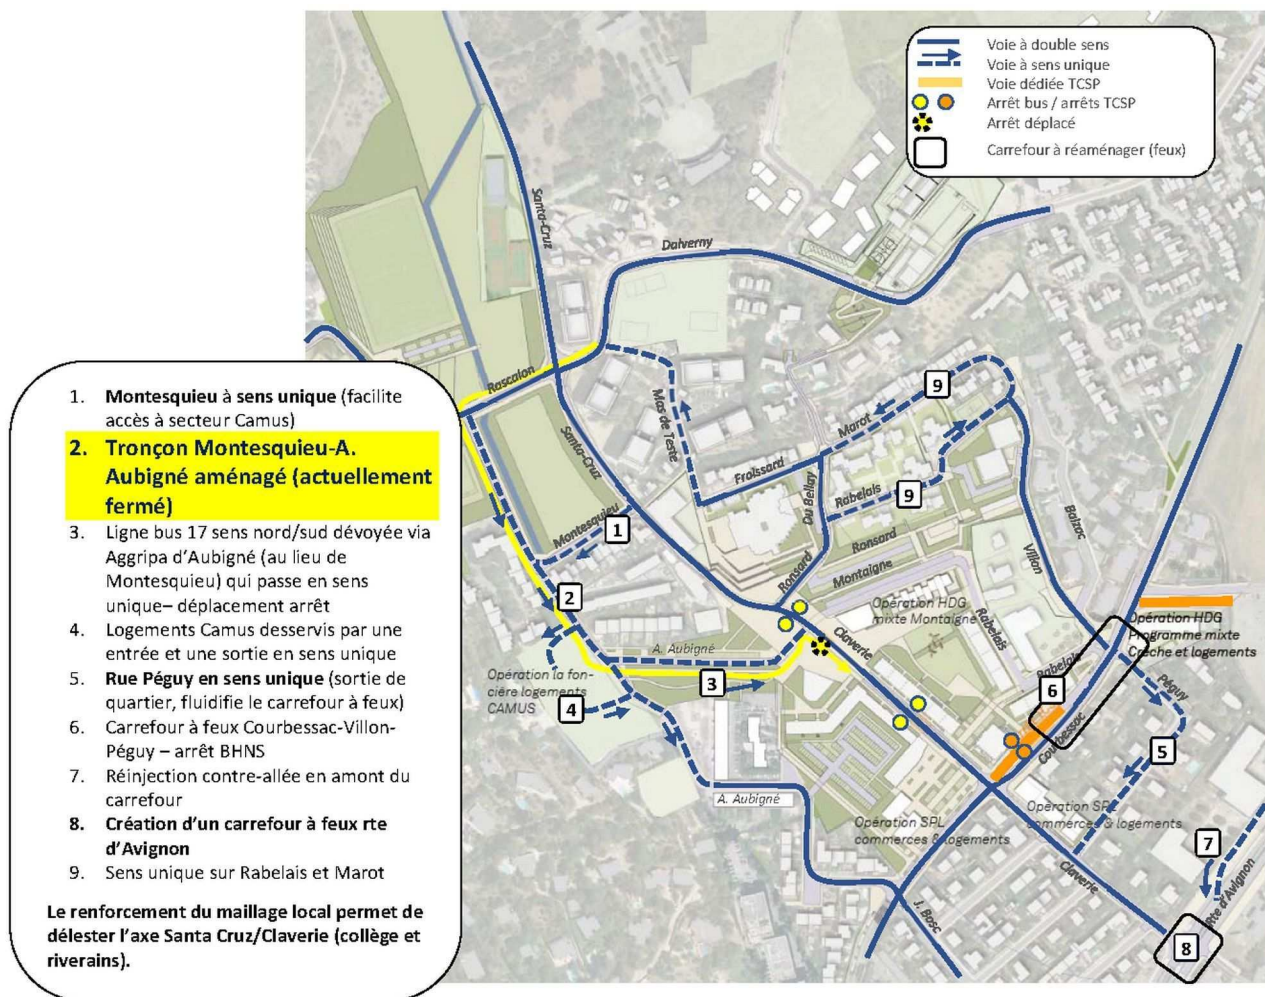 Voie à double sens
Voie à sens unique
Voie dédiée TCSP
Arrêt bus / arrêts TCSP
Arrêt déplacé
Carrefour à réaménager (feux)
1. Montesquieu à sens unique (facilite
accès à secteur Camus)
2. Tronçon Montesquieu-A.
Aubigné aménagé (actuellement
fermé)
3. Ligne bus 17 sens nord/sud dévoyée via
Aggripa d'Aubigné (au lieu de
Montesquieu) qui passe en sens
unique– déplacement arrêt
4. Logements Camus desservis par une
entrée et une sortie en sens unique
5. Rue Péguy en sens unique (sortie de
quartier, fluidifie le carrefour à feux)
6. Carrefour à feux Courbessac-Villon-
Péguy – arrêt BHNS
7. Réinjection contre-allée en amont du
carrefour
8. Création d'un carrefour à feux rte
d'Avignon
9. Sens unique sur Rabelais et Marot
Le renforcement du maillage local permet de
délester l'axe Santa Cruz/Claverie (collège et
riverains).
Santa-Cruz
Dalverny
Rascalon
Mas de Teste
Santa-Cruz
Marot
9
Froissard
Du Bellay
Rabelais
9
Montesquieu
1
Ronsard
Ronsard
Montaigne
Villon
Balzac
2
Opération HDG
mixte Montaigne
Rabelais
Rabelais
Claverie
A. Aubigné
3
Opération la fon-
cière logements
CAMUS
4
Opération HDG
Programme mixte
Crèche et logements
6
Péguy
Courbessac
5
A. Aubigné
Opération SPL
commerces & logements
Opération SPL
commerces & logements
7
Claverie
Rte d'Avignon
J. Bosc
8